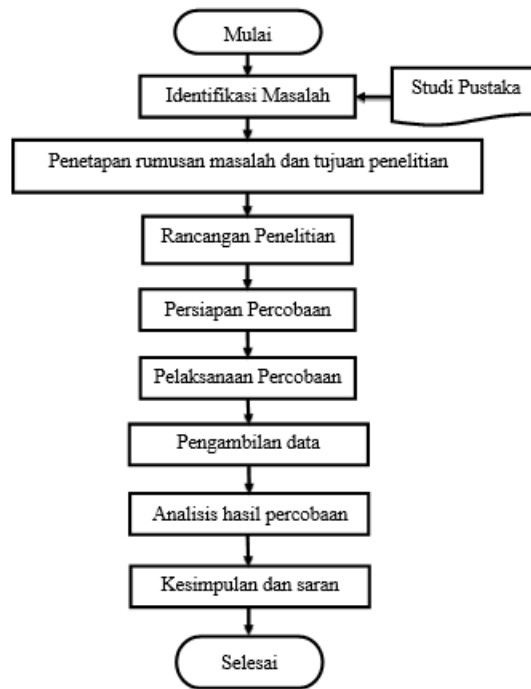 Mulai
Identifikasi Masalah
Studi Pustaka
Penetapan rumusan masalah dan tujuan penelitian
Rancangan Penelitian
Persiapan Percobaan
Pelaksanaan Percobaan
Pengambilan data
Analisis hasil percobaan
Kesimpulan dan saran
Selesai